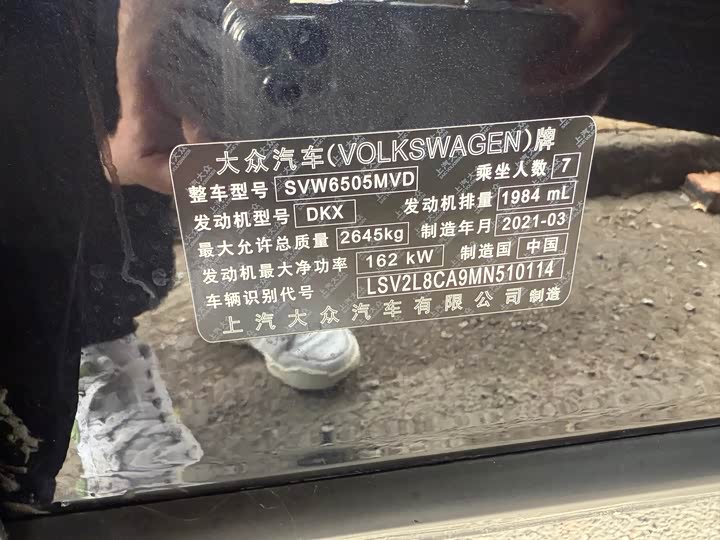 大众汽车(VOLKSWAGEN)牌
整车型号 SVW6505MVD 乘坐人数 7
发动机型号 DKX 发动机排量 1984 mL
最大允许总质量 2645kg 制造年月 2021-03
发动机最大净功率 162 kW 制造国 中国
车辆识别代号 LSV2L8CA9MN510114
上汽大众汽车有限公司 制造